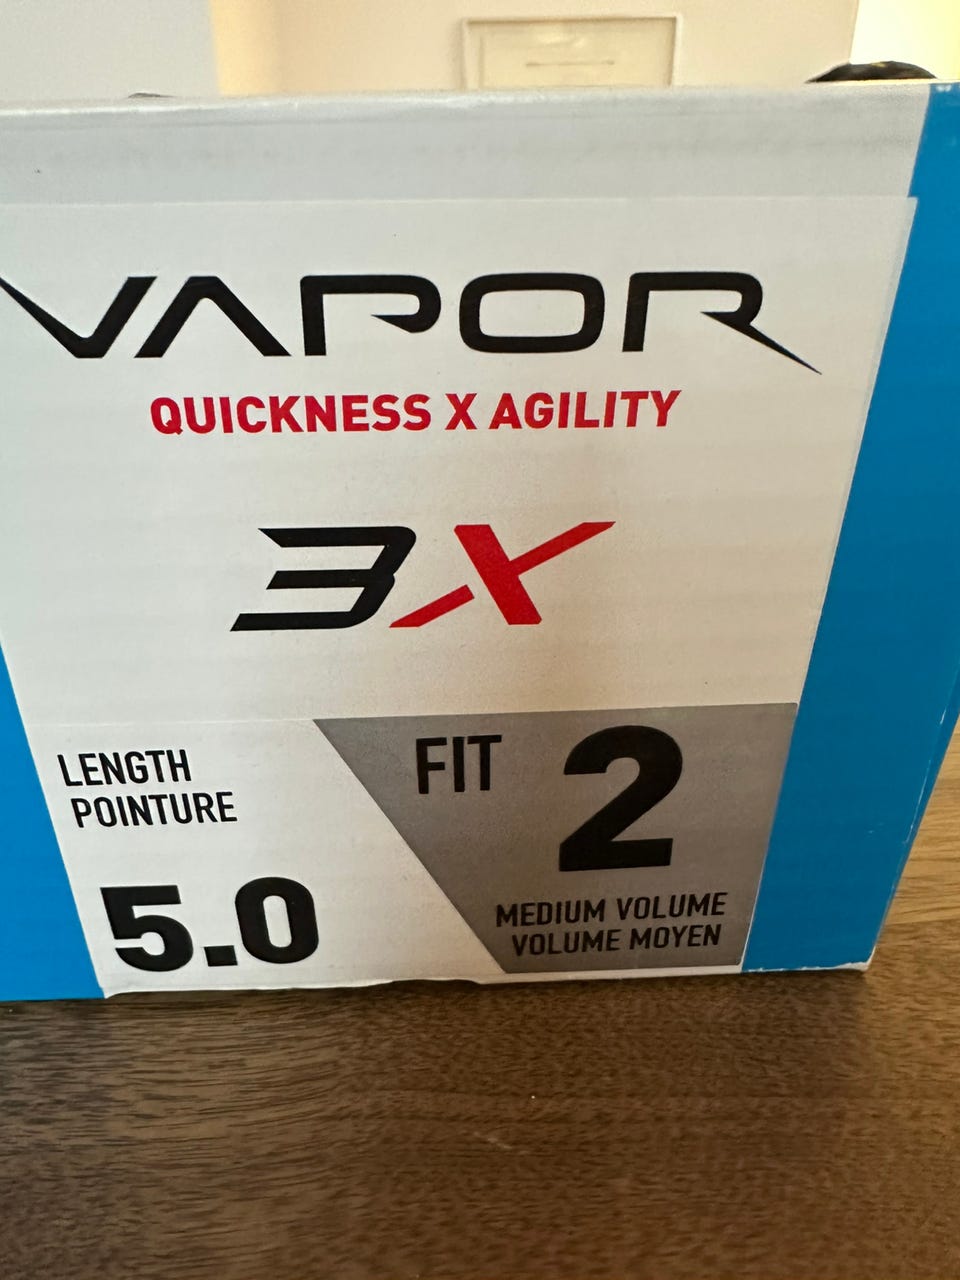 VAPOR
QUICKNESS X AGILITY
3X
LENGTH
POINTURE
5.0
FIT 2
MEDIUM VOLUME
VOLUME MOYEN